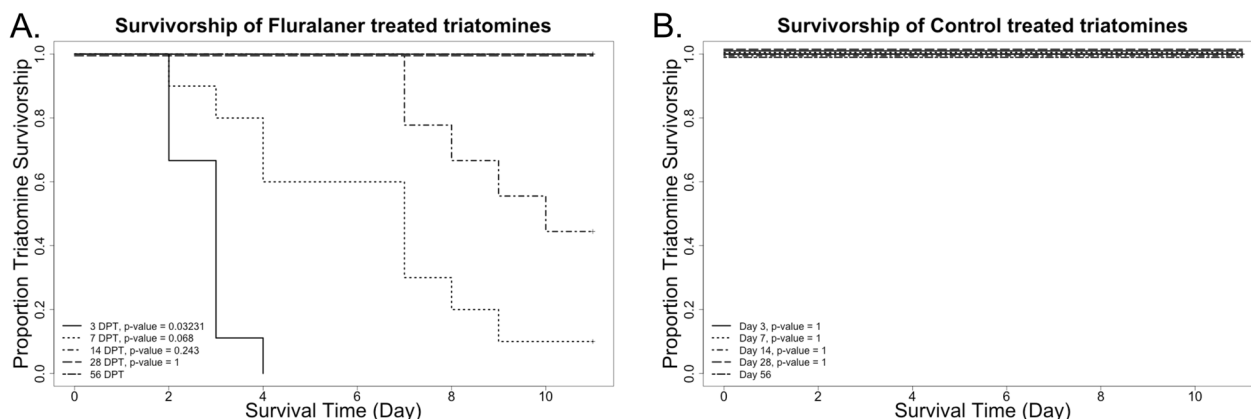 A.
Survivorship of Fluralaner treated triatomines
Proportion Triatomine Survivorship
1.0
0.8
0.6
0.4
0.2
0.0
3 DPT, p-value = 0.03231
7 DPT, p-value = 0.068
14 DPT, p-value = 0.243
28 DPT, p-value = 1
56 DPT
0 2 4 6 8 10
Survival Time (Day)
B.
Survivorship of Control treated triatomines
Proportion Triatomine Survivorship
1.0
0.8
0.6
0.4
0.2
0.0
Day 3, p-value = 1
Day 7, p-value = 1
Day 14, p-value = 1
Day 28, p-value = 1
Day 56
0 2 4 6 8 10
Survival Time (Day)